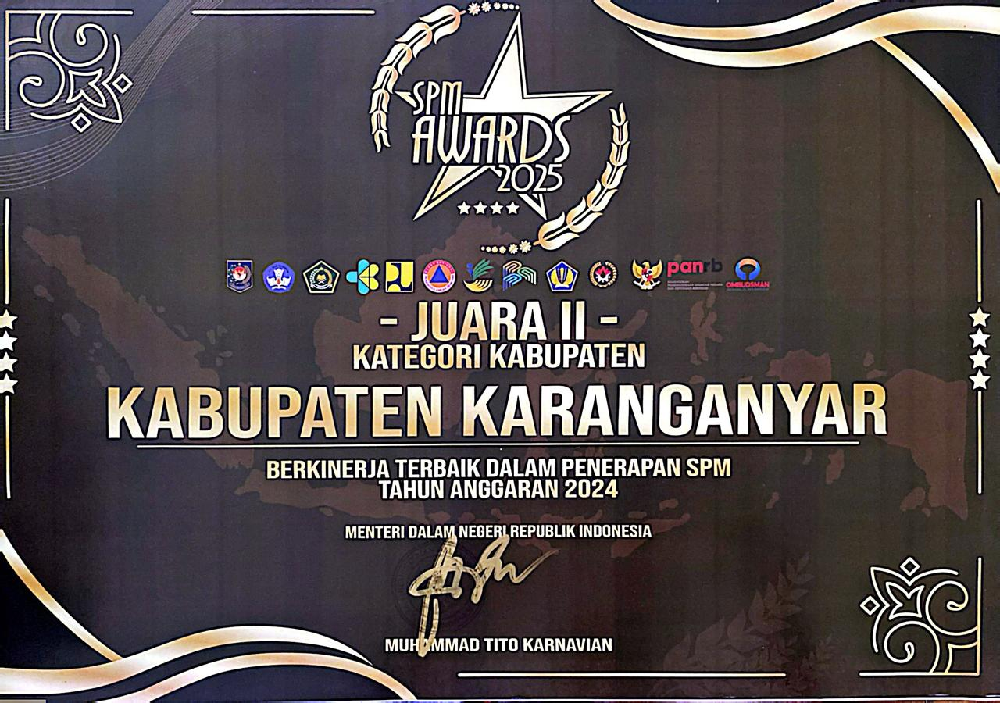 SPM
AWARDS
2025
panrb
OMBUDSMAN
- JUARA II -
KATEGORI KABUPATEN
KABUPATEN KARANGANYAR
BERKINERJA TERBAIK DALAM PENERAPAN SPM
TAHUN ANGGARAN 2024
MENTERI DALAM NEGERI REPUBLIK INDONESIA
MUHAMMAD TITO KARNAVIAN